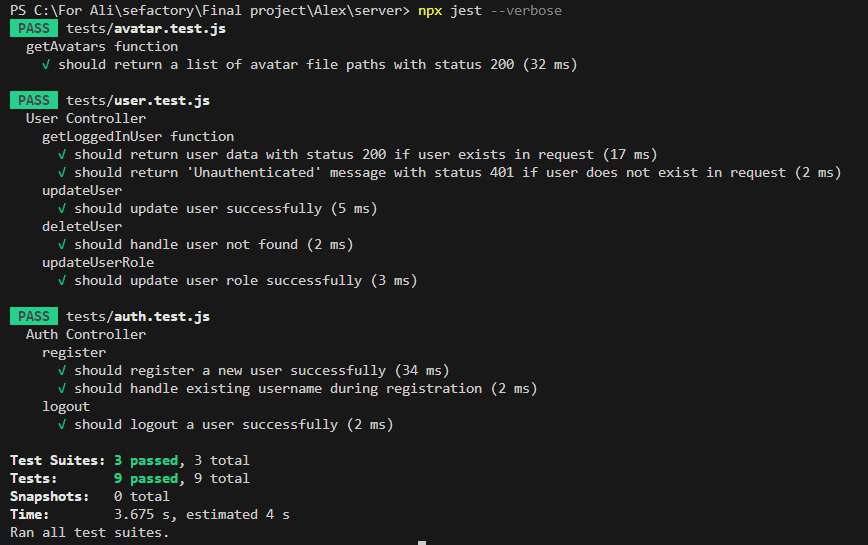 PS C:\For Ali\sefactory\Final project\Alex\server> npx jest --verbose
PASS tests/avatar.test.js
getAvatars function
√ should return a list of avatar file paths with status 200 (32 ms)
PASS tests/user.test.js
User Controller
getLoggedInUser function
√ should return user data with status 200 if user exists in request (17 ms)
√ should return 'Unauthenticated' message with status 401 if user does not exist in request (2 ms)
updateUser
√ should update user successfully (5 ms)
deleteUser
√ should handle user not found (2 ms)
updateUserRole
√ should update user role successfully (3 ms)
PASS tests/auth.test.js
Auth Controller
register
√ should register a new user successfully (34 ms)
√ should handle existing username during registration (2 ms)
logout
√ should logout a user successfully (2 ms)
Test Suites: 3 passed, 3 total
Tests: 9 passed, 9 total
Snapshots: 0 total
Time: 3.675 s, estimated 4 s
Ran all test suites.